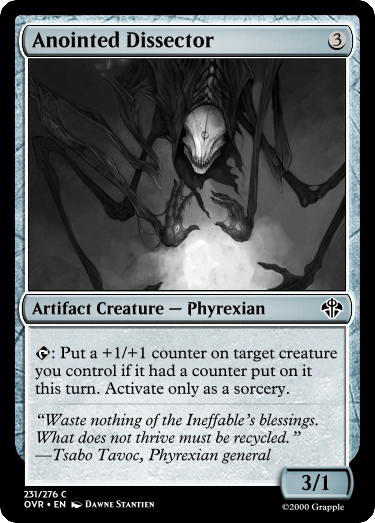 Anointed Dissector 3
Artifact Creature — Phyrexian
: Put a +1/+1 counter on target creature
you control if it had a counter put on it
this turn. Activate only as a sorcery.
“Waste nothing of the Ineffable’s blessings.
What does not thrive must be recycled.”
—Tsabo Tavoc, Phyrexian general
3/1
231/276 C
OVR • EN Dawne Stantien
©2000 Grapple